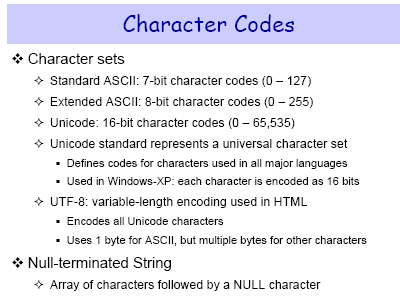 Character Codes
❖ Character sets
✧ Standard ASCII: 7-bit character codes (0 – 127)
✧ Extended ASCII: 8-bit character codes (0 – 255)
✧ Unicode: 16-bit character codes (0 – 65,535)
✧ Unicode standard represents a universal character set
▪ Defines codes for characters used in all major languages
▪ Used in Windows-XP: each character is encoded as 16 bits
✧ UTF-8: variable-length encoding used in HTML
▪ Encodes all Unicode characters
▪ Uses 1 byte for ASCII, but multiple bytes for other characters
❖ Null-terminated String
✧ Array of characters followed by a NULL character